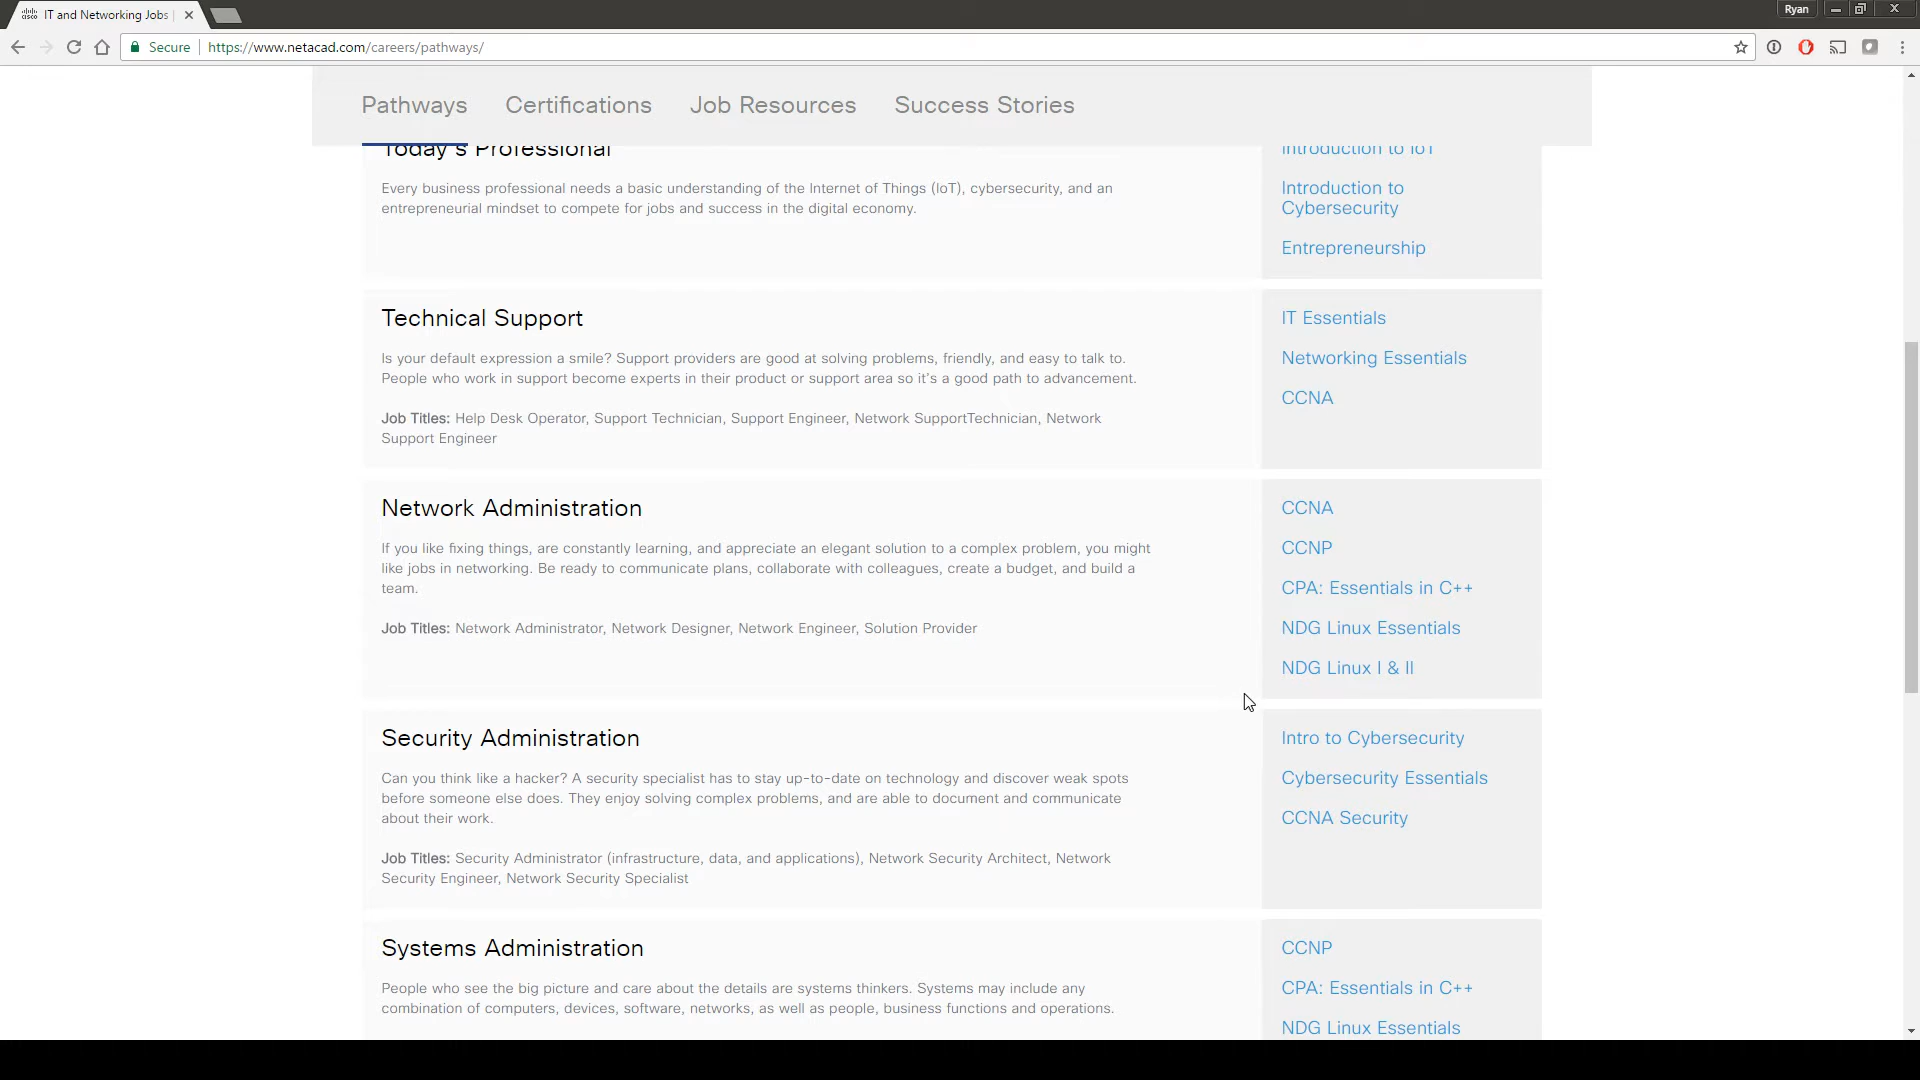 IT and Networking Jobs
Ryan
Secure
https://www.netacad.com/careers/pathways/
Pathways
Certifications
Job Resources
Success Stories
Today's Professional
Every business professional needs a basic understanding of the Internet of Things (IoT), cybersecurity, and an
entrepreneurial mindset to compete for jobs and success in the digital economy.
Introduction to IoT
Introduction to
Cybersecurity
Entrepreneurship
Technical Support
Is your default expression a smile? Support providers are good at solving problems, friendly, and easy to talk to.
People who work in support become experts in their product or support area so it's a good path to advancement.
Job Titles: Help Desk Operator, Support Technician, Support Engineer, Network SupportTechnician, Network
Support Engineer
IT Essentials
Networking Essentials
CCNA
Network Administration
If you like fixing things, are constantly learning, and appreciate an elegant solution to a complex problem, you might
like jobs in networking. Be ready to communicate plans, collaborate with colleagues, create a budget, and build a
team.
Job Titles: Network Administrator, Network Designer, Network Engineer, Solution Provider
CCNA
CCNP
CPA: Essentials in C++
NDG Linux Essentials
NDG Linux I & II
Security Administration
Can you think like a hacker? A security specialist has to stay up-to-date on technology and discover weak spots
before someone else does. They enjoy solving complex problems, and are able to document and communicate
about their work.
Job Titles: Security Administrator (infrastructure, data, and applications), Network Security Architect, Network
Security Engineer, Network Security Specialist
Intro to Cybersecurity
Cybersecurity Essentials
CCNA Security
Systems Administration
People who see the big picture and care about the details are systems thinkers. Systems may include any
combination of computers, devices, software, networks, as well as people, business functions and operations.
CCNP
CPA: Essentials in C++
NDG Linux Essentials